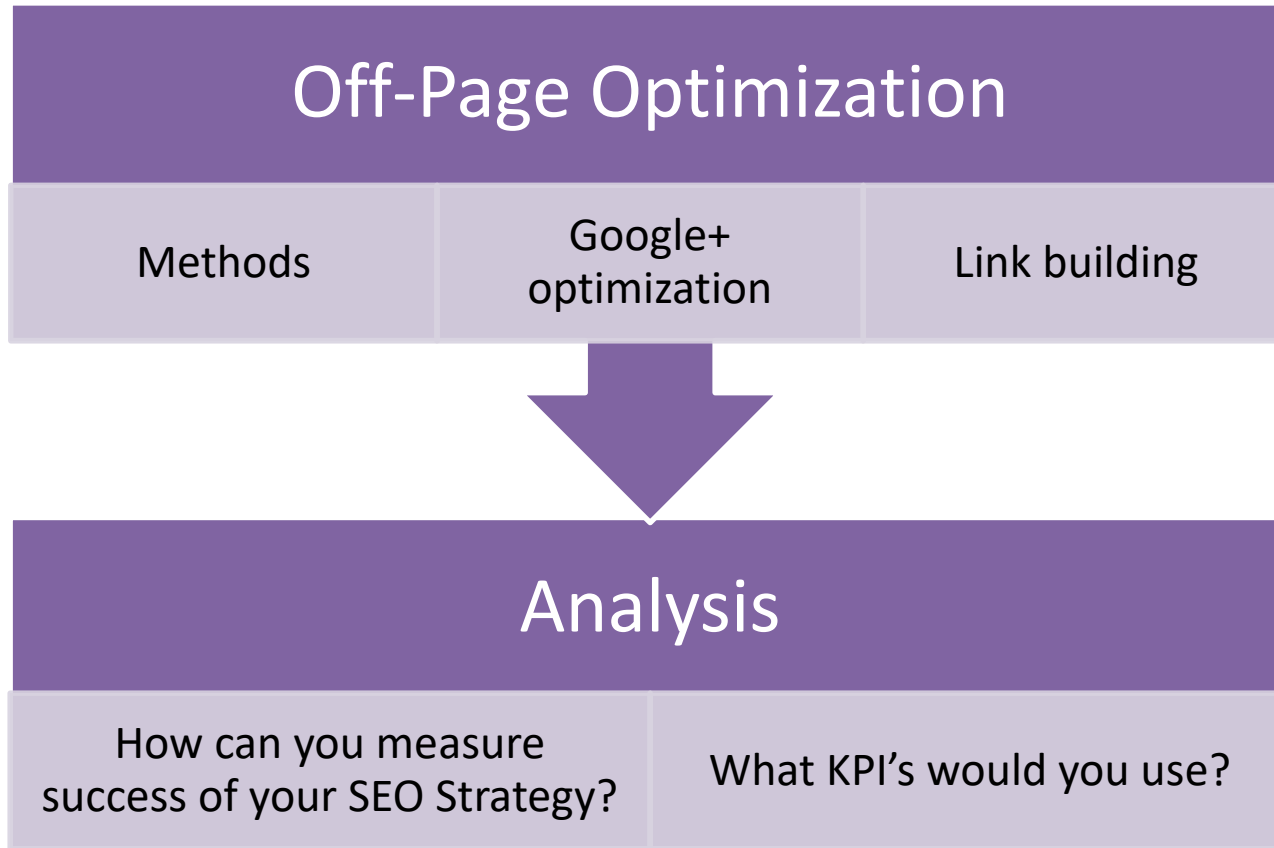 Off-Page Optimization
Methods
Google+
optimization
Link building
Analysis
How can you measure
success of your SEO Strategy?
What KPI’s would you use?